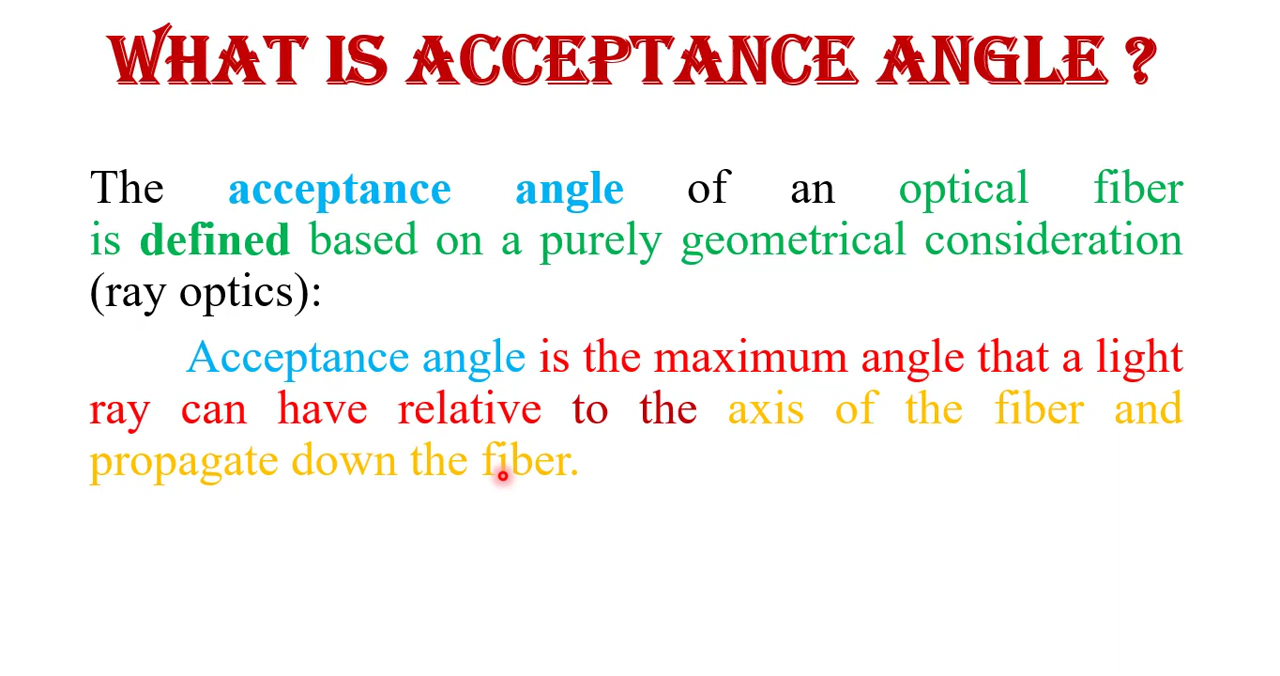 WHAT IS ACCEPTANCE ANGLE ?
The acceptance angle of an optical fiber
is defined based on a purely geometrical consideration
(ray optics):
Acceptance angle is the maximum angle that a light
ray can have relative to the axis of the fiber and
propagate down the fiber.